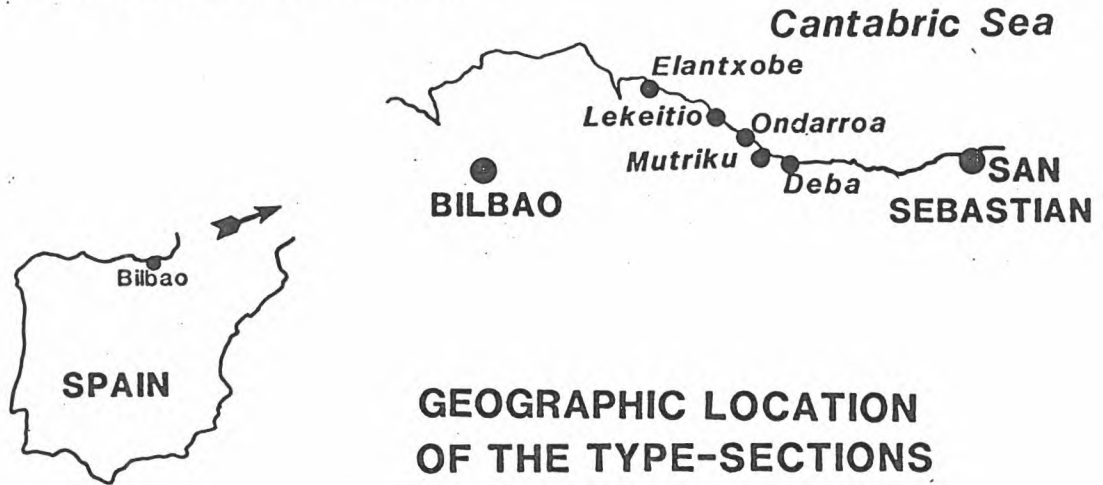 Cantabric Sea
Elantxobe
Lekeitio
Ondarroa
Mutriku
Deba
BILBAO
SAN
SEBASTIAN
Bilbao
SPAIN
GEOGRAPHIC LOCATION
OF THE TYPE-SECTIONS